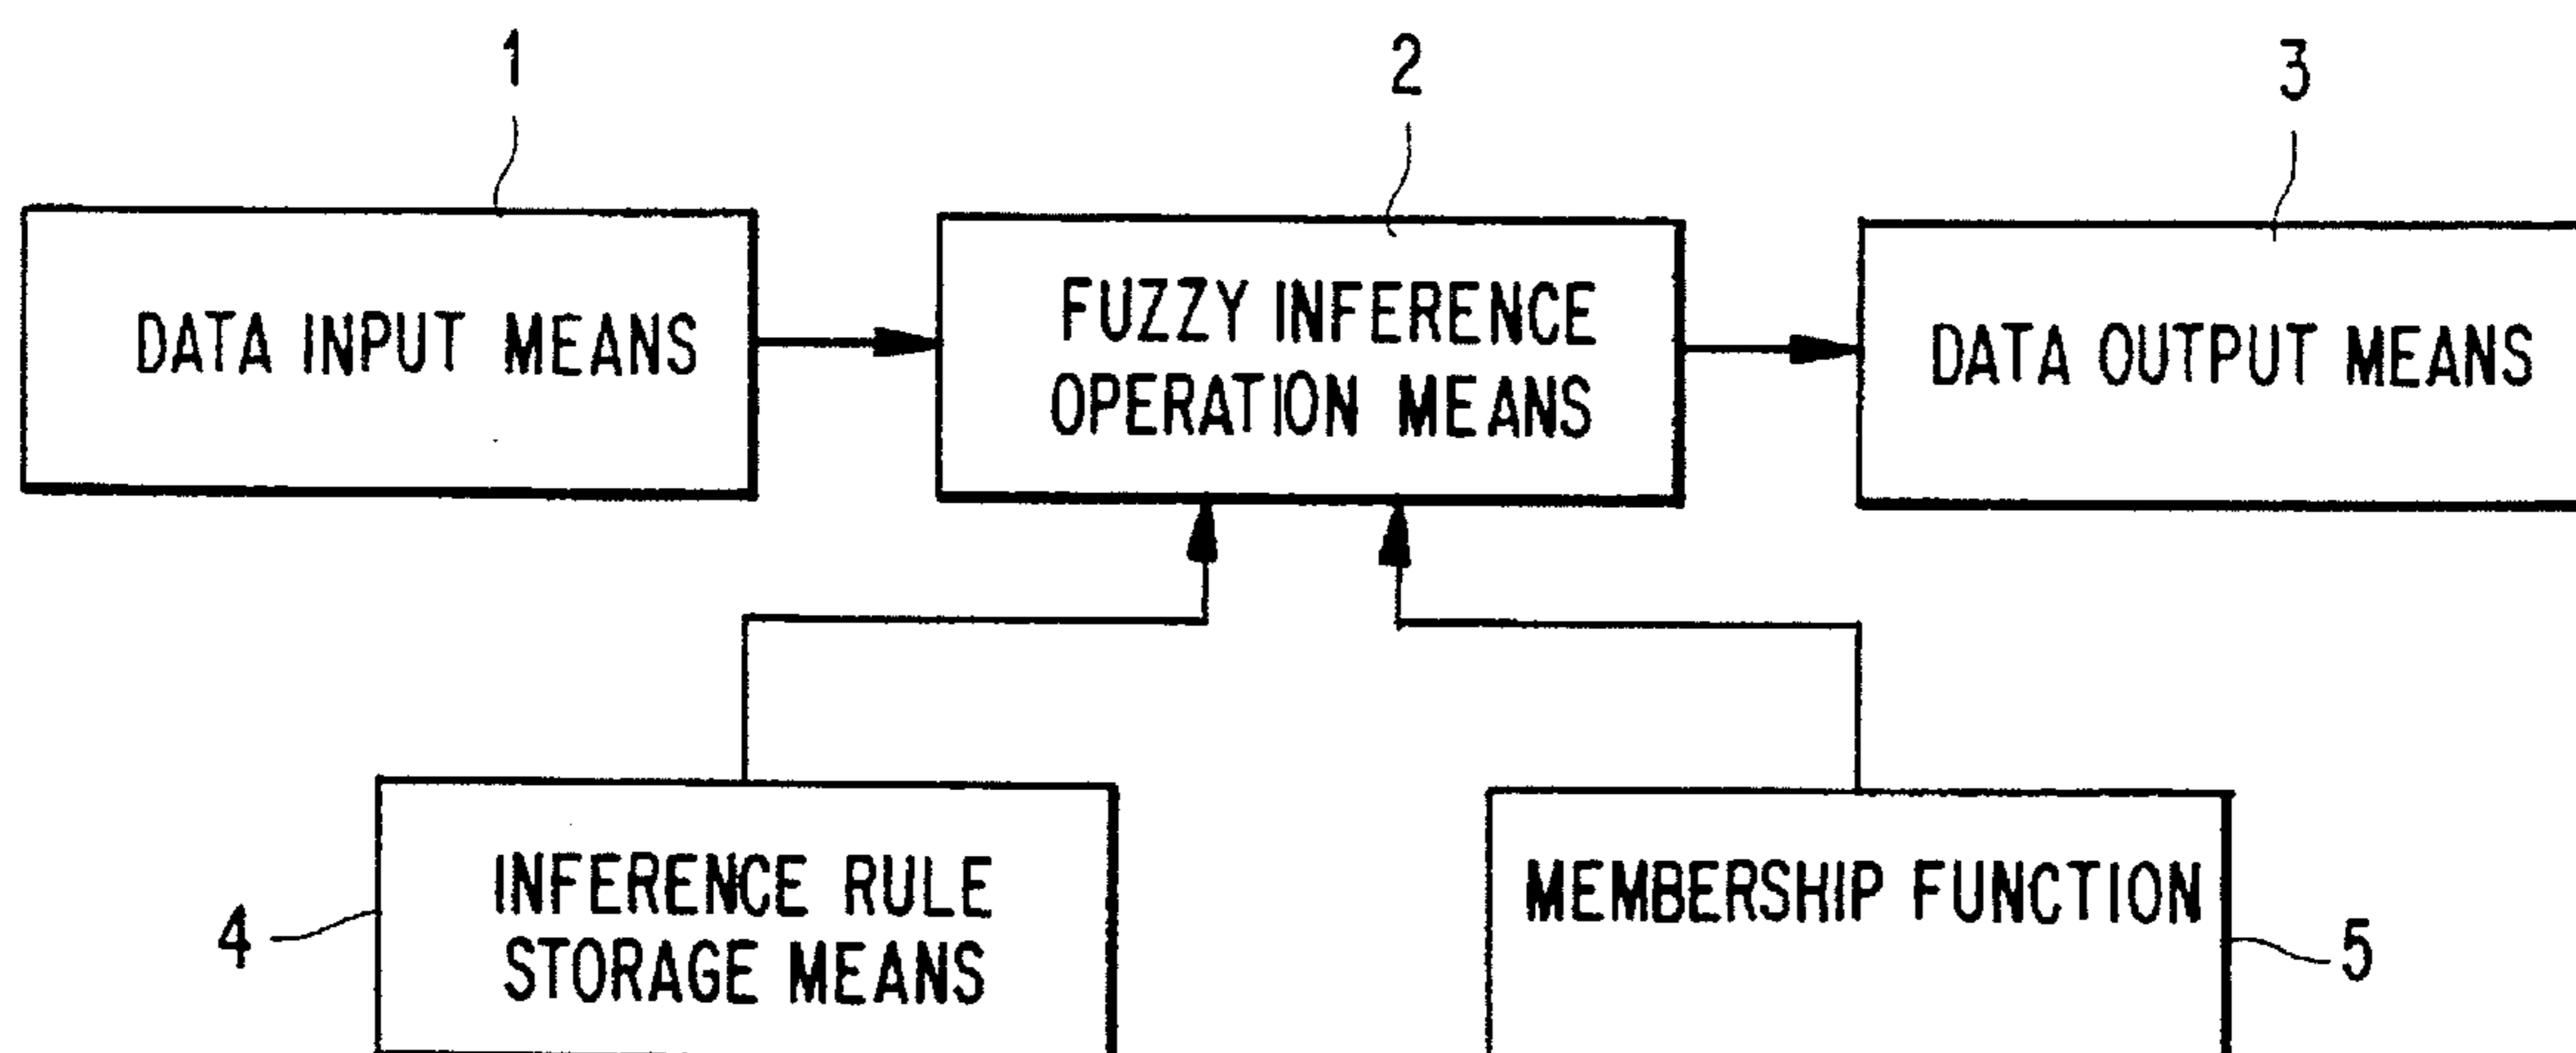 1
2
3
DATA INPUT MEANS
FUZZY INFERENCE
OPERATION MEANS
DATA OUTPUT MEANS
INFERENCE RULE
STORAGE MEANS
4
MEMBERSHIP FUNCTION
5